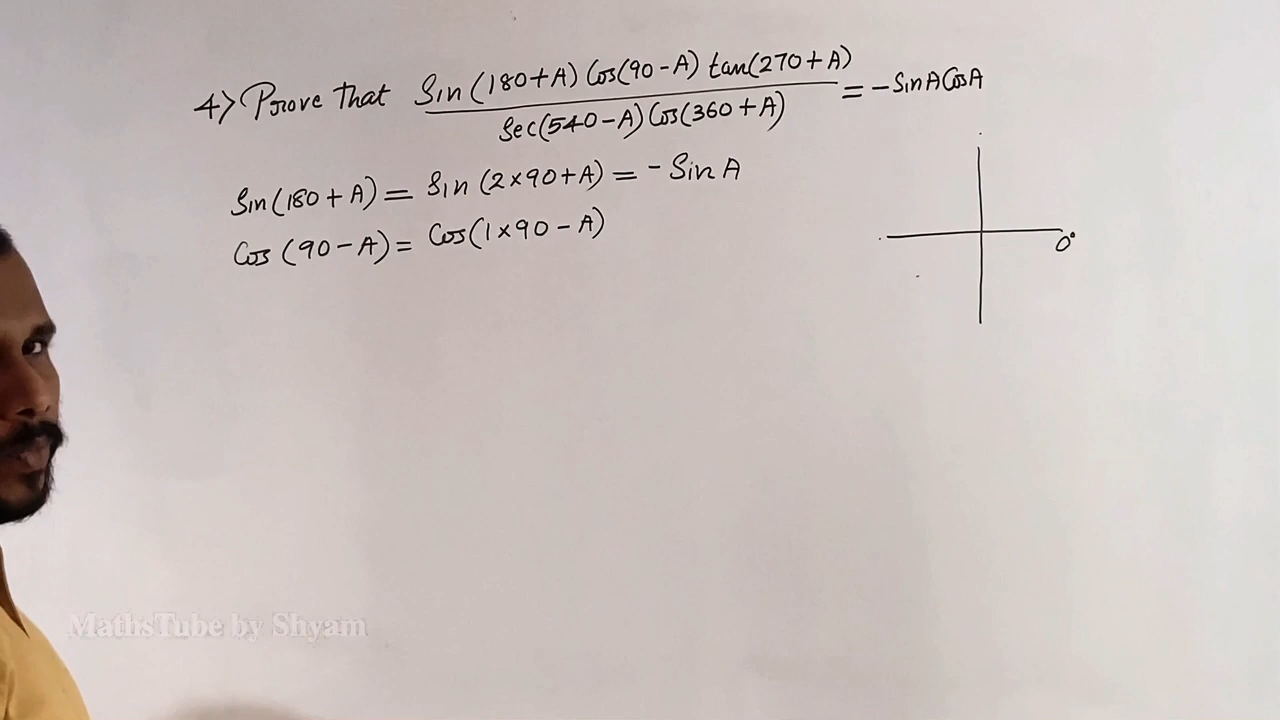 4) Prove that Sin(180+A) Cos(90-A) tan(270+A) / Sec(540-A) Cos(360+A) = -SinACosA
Sin(180+A) = Sin(2×90+A) = -Sin A
Cos(90-A) = Cos(1×90-A)
0°
MathsTube by Shyam